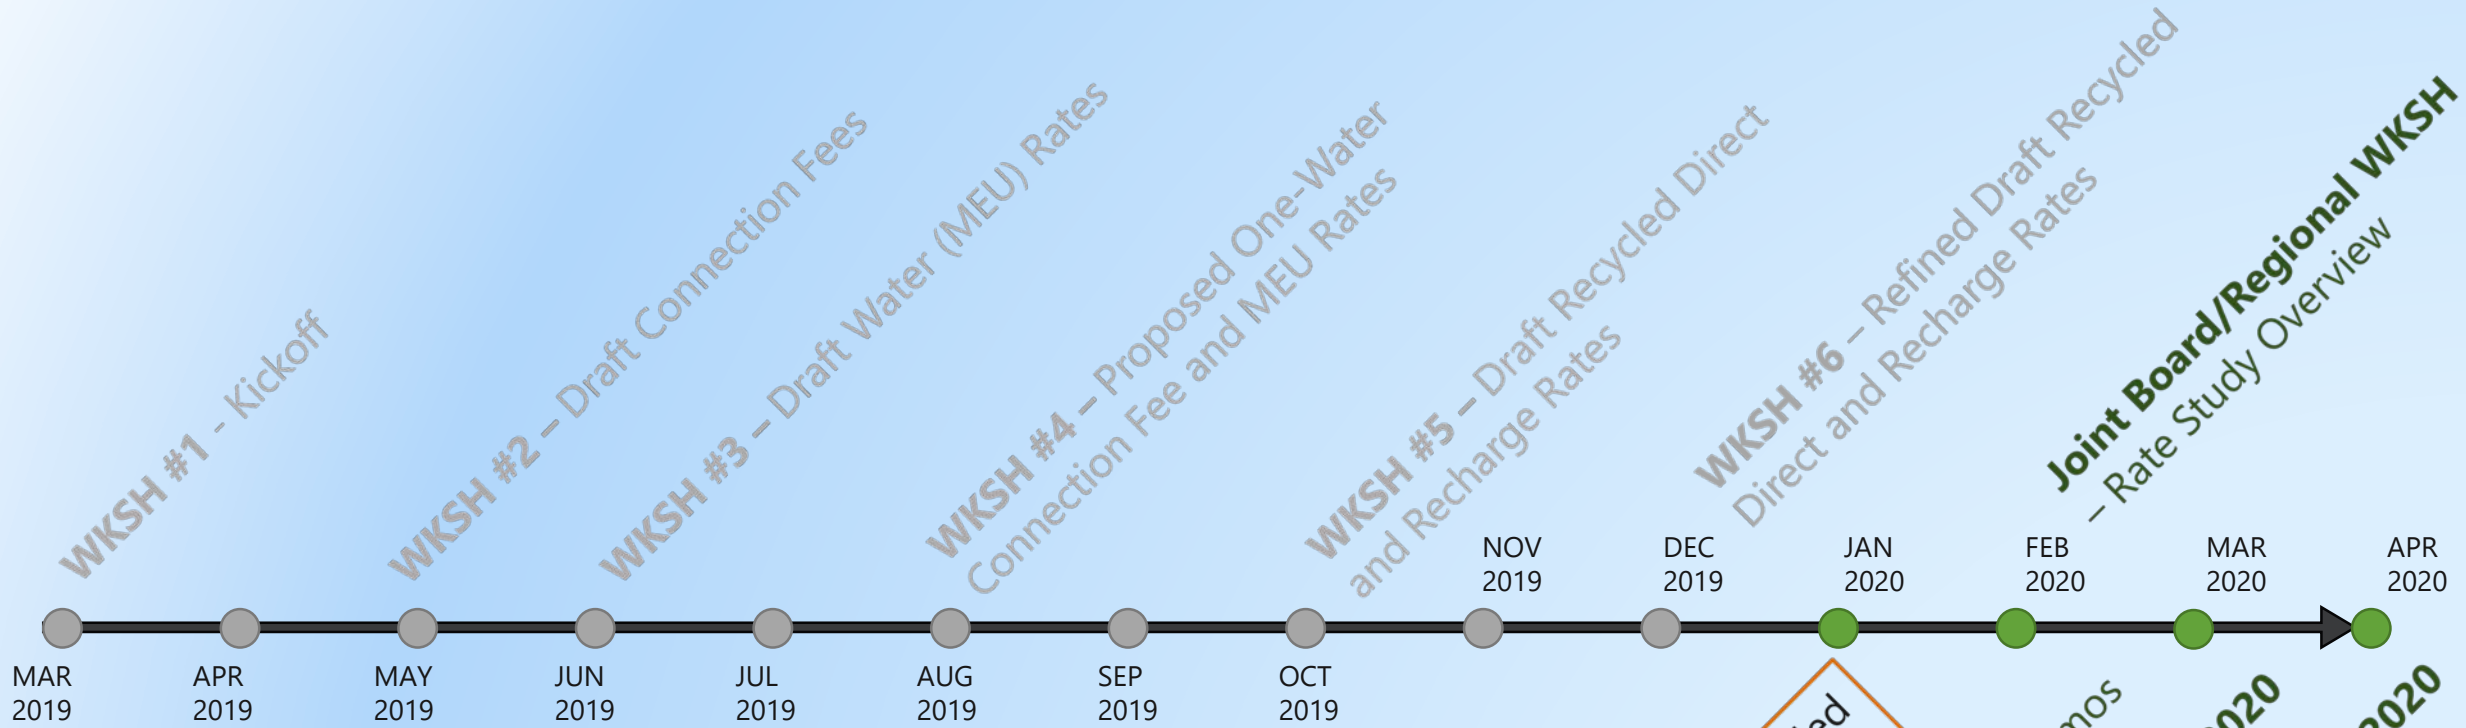 WKSH #1 - Kickoff
WKSH #2 – Draft Connection Fees
WKSH #3 – Draft Water (MEU) Rates
WKSH #4 – Proposed One-Water
Connection Fee and MEU Rates
WKSH #5 – Draft Recycled Direct
and Recharge Rates
WKSH #6 – Refined Draft Recycled
Direct and Recharge Rates
Joint Board/Regional WKSH
– Rate Study Overview
NOV
2019
DEC
2019
JAN
2020
FEB
2020
MAR
2020
APR
2020
MAR
2019
APR
2019
MAY
2019
JUN
2019
JUL
2019
AUG
2019
SEP
2019
OCT
2019
2020